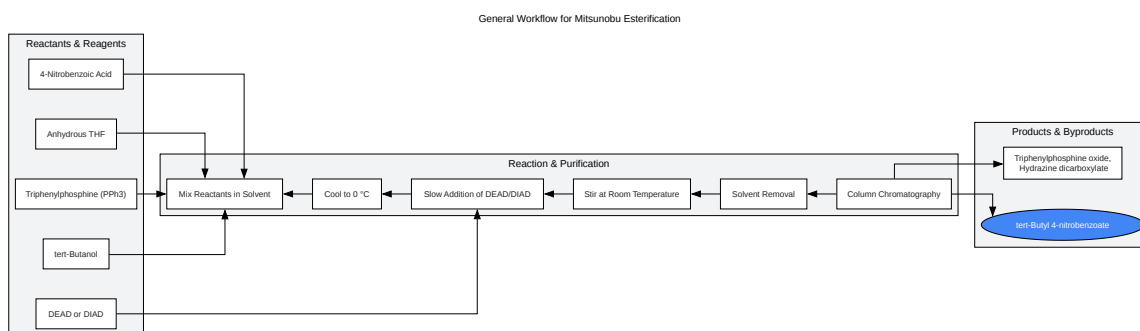 General Workflow for Mitsunobu Esterification
Reactants & Reagents
4-Nitrobenzoic Acid
Anhydrous THF
Triphenylphosphine (PPh3)
tert-Butanol
DEAD or DIAD
Reaction & Purification
Mix Reactants in Solvent
Cool to 0 °C
Slow Addition of DEAD/DIAD
Stir at Room Temperature
Solvent Removal
Column Chromatography
Products & Byproducts
Triphenylphosphine oxide,
Hydrazine dicarboxylate
tert-Butyl 4-nitrobenzoate